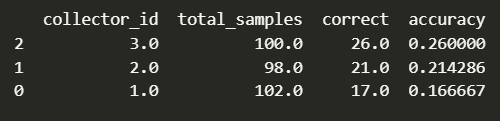 collector_id total_samples correct accuracy
2 3.0 100.0 26.0 0.260000
1 2.0 98.0 21.0 0.214286
0 1.0 102.0 17.0 0.166667